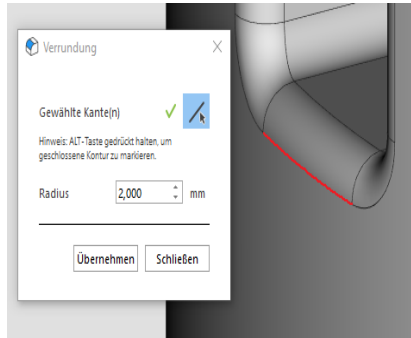 Verrundung
Gewählte Kante(n)
Hinweis: ALT-Taste gedrückt halten, um
geschlossene Kontur zu markieren.
Radius 2,000 mm
Übernehmen Schließen